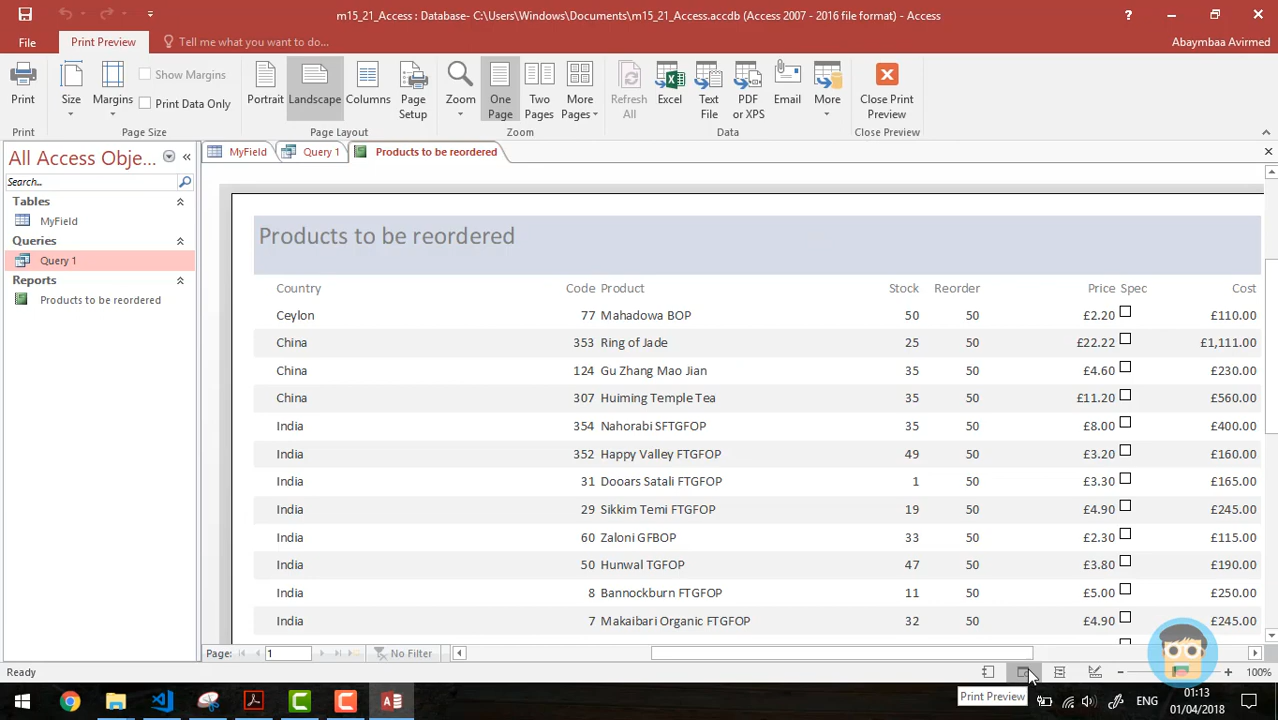 m15_21_Access : Database- C:\Users\Windows\Documents\m15_21_Access.accdb (Access 2007 - 2016 file format) - Access
?
File Print Preview Tell me what you want to do... Abaymbaa Avirmed
Print
Size
Margins
Show Margins
Print Data Only
Portrait
Landscape
Columns
Page Setup
Zoom
One Page
Two Pages
More Pages
Refresh All
Excel
Text File
PDF or XPS
Email
More
Close Print Preview
Print Page Size Page Layout Zoom Data Close Preview
All Access Obje...
Search...
Tables
MyField
Queries
Query 1
Reports
Products to be reordered
MyField Query 1 Products to be reordered
Products to be reordered
Country Code Product Stock Reorder Price Spec Cost
Ceylon 77 Mahadowa BOP 50 50 £2.20 £110.00
China 353 Ring of Jade 25 50 £22.22 £1,111.00
China 124 Gu Zhang Mao Jian 35 50 £4.60 £230.00
China 307 Huiming Temple Tea 35 50 £11.20 £560.00
India 354 Nahorabi SFTGFOP 35 50 £8.00 £400.00
India 352 Happy Valley FTGFOP 49 50 £3.20 £160.00
India 31 Dooars Satali FTGFOP 1 50 £3.30 £165.00
India 29 Sikkim Temi FTGFOP 19 50 £4.90 £245.00
India 60 Zaloni GFBOP 33 50 £2.30 £115.00
India 50 Hunwal TGFOP 47 50 £3.80 £190.00
India 8 Bannockburn FTGFOP 11 50 £5.00 £250.00
India 7 Makaibari Organic FTGFOP 32 50 £4.90 £245.00
Page: 1 No Filter
Ready 100%
Print Preview
ENG 01:13
01/04/2018